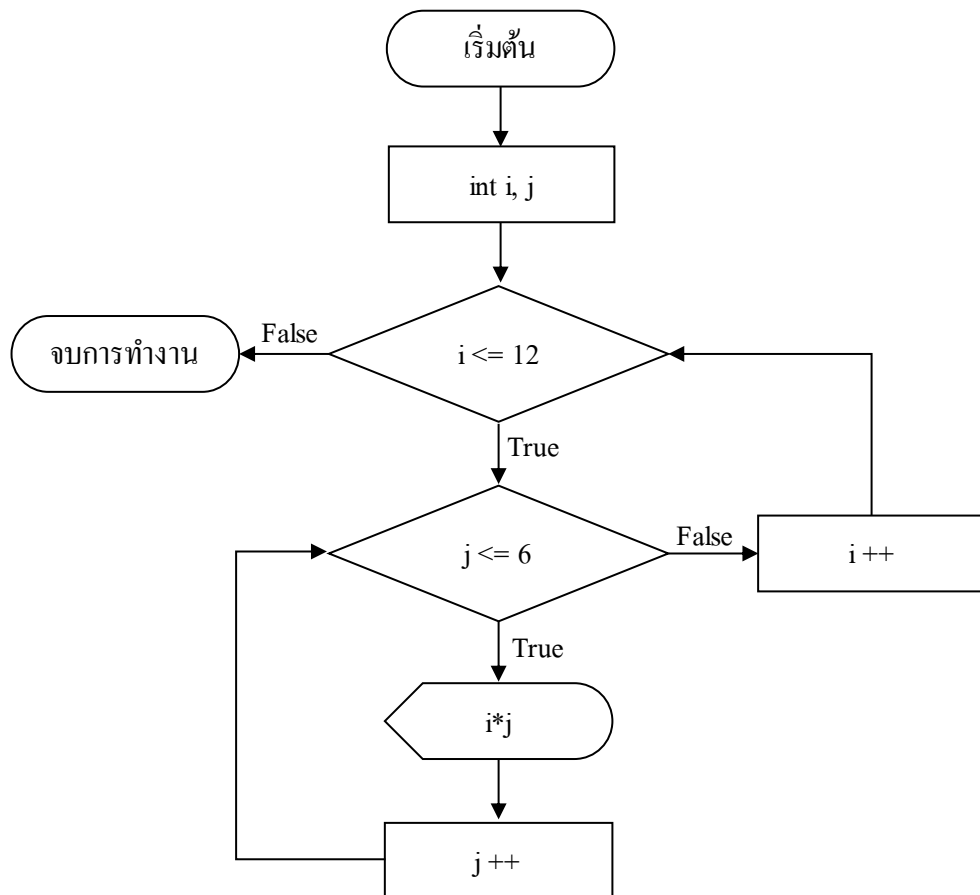 เริ่มต้น
int i, j
i <= 12
False
จบการทำงาน
True
j <= 6
False
i ++
True
i*j
j ++